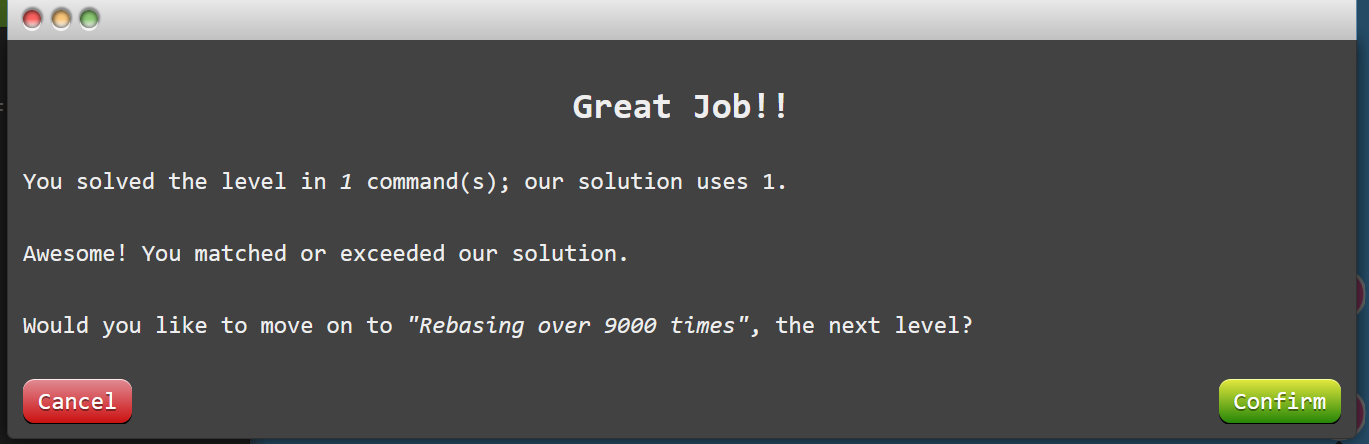 Great Job!!
You solved the level in 1 command(s); our solution uses 1.
Awesome! You matched or exceeded our solution.
Would you like to move on to "Rebasing over 9000 times", the next level?
Cancel
Confirm